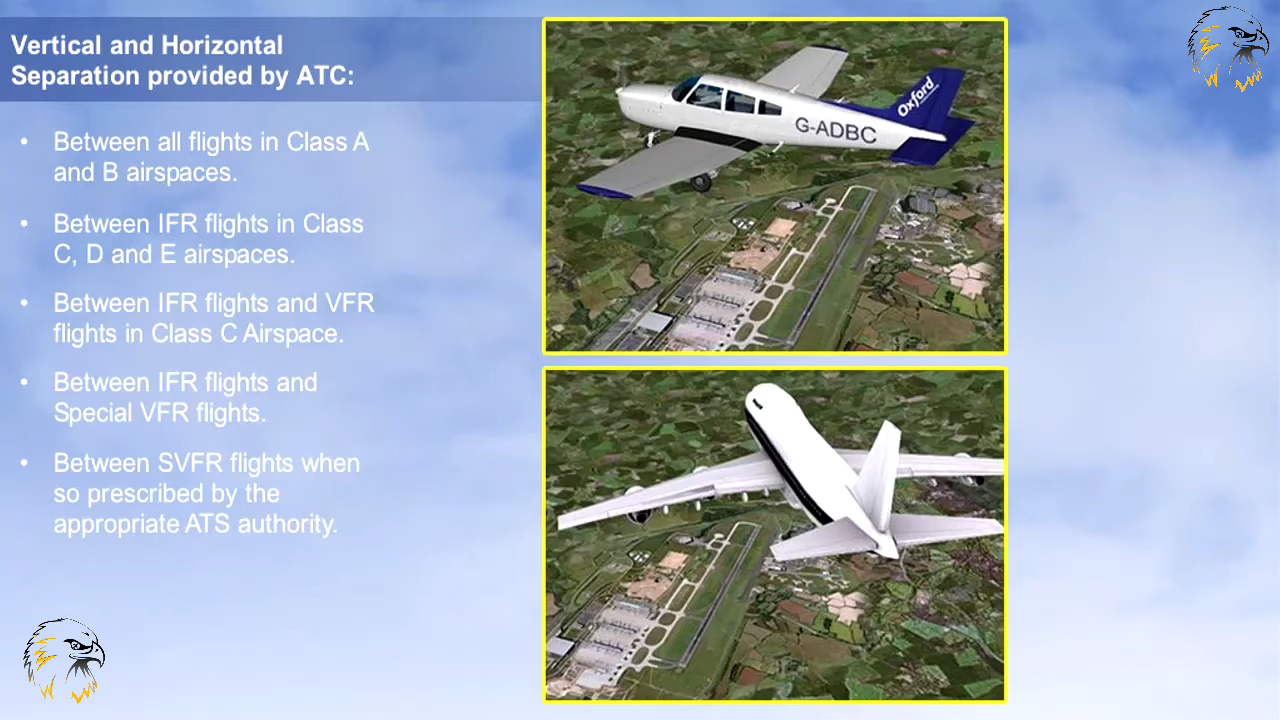 Vertical and Horizontal
Separation provided by ATC:
• Between all flights in Class A
and B airspaces.
• Between IFR flights in Class
C, D and E airspaces.
• Between IFR flights and VFR
flights in Class C Airspace.
• Between IFR flights and
Special VFR flights.
• Between SVFR flights when
so prescribed by the
appropriate ATS authority.
Oxford
G-ADBC